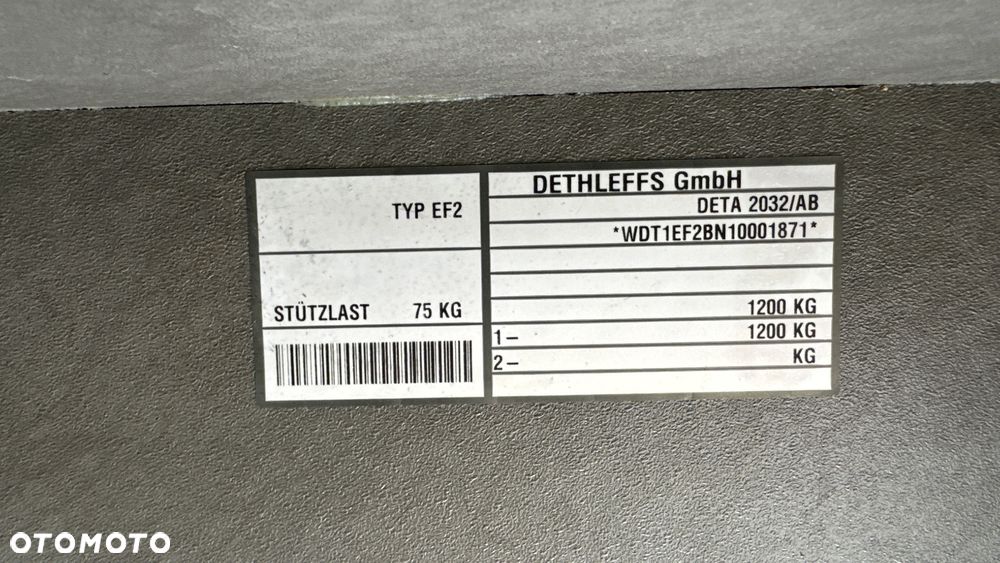 TYP EF2
STÜTZLAST 75 KG
DETHLEFFS GmbH
DETA 2032/AB
*WDT1EF2BN10001871*
1200 KG
1– 1200 KG
2– KG
OTOMOTO